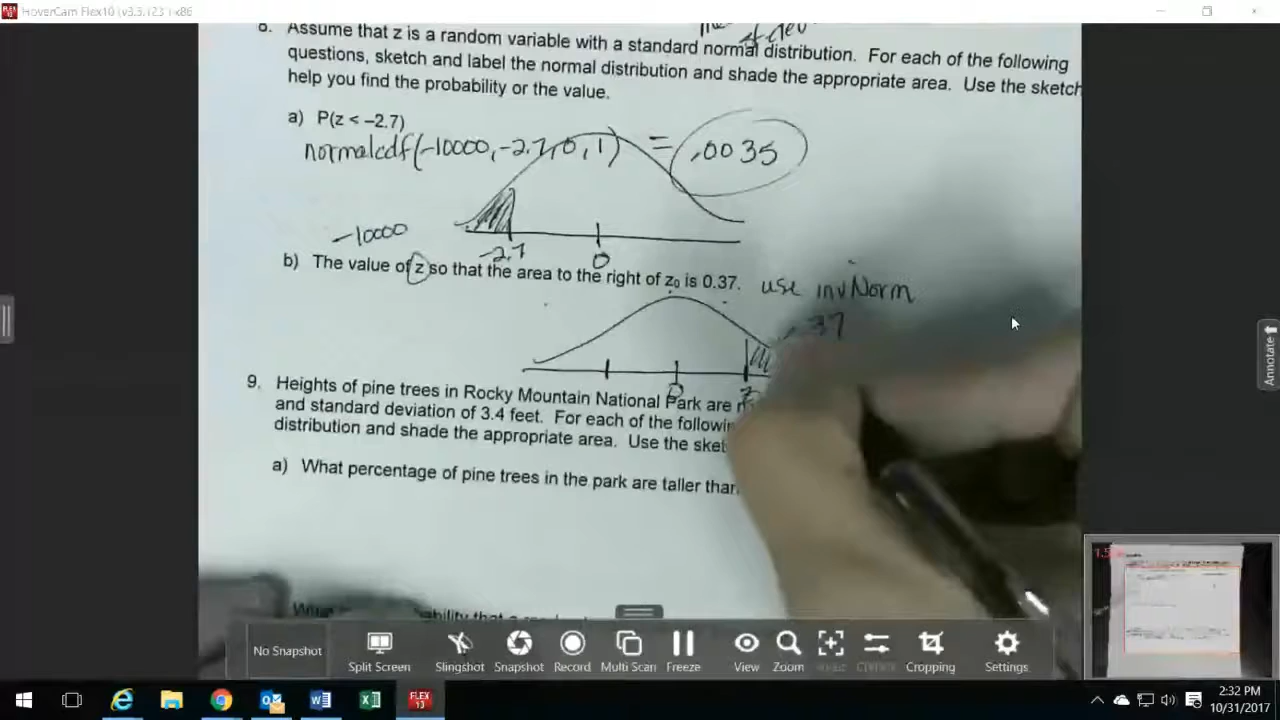 HoverCam Flex10 (v3.3.123) x86
st dev
8. Assume that z is a random variable with a standard normal distribution. For each of the following
questions, sketch and label the normal distribution and shade the appropriate area. Use the sketch
help you find the probability or the value.
a) P(z < –2.7)
normalcdf(-10000, -2.7, 0, 1) = .0035
-10000
-2.7
0
b) The value of z so that the area to the right of z₀ is 0.37. use invNorm
.37
0
z
9. Heights of pine trees in Rocky Mountain National Park are
and standard deviation of 3.4 feet. For each of the
distribution and shade the appropriate area. Use the
a) What percentage of pine trees in the park are taller than
Annotate
that
No Snapshot
Split Screen
Slingshot
Snapshot
Record
Multi Scan
Freeze
View
Zoom
Cropping
Settings
FLEX
2:32 PM
10/31/2017